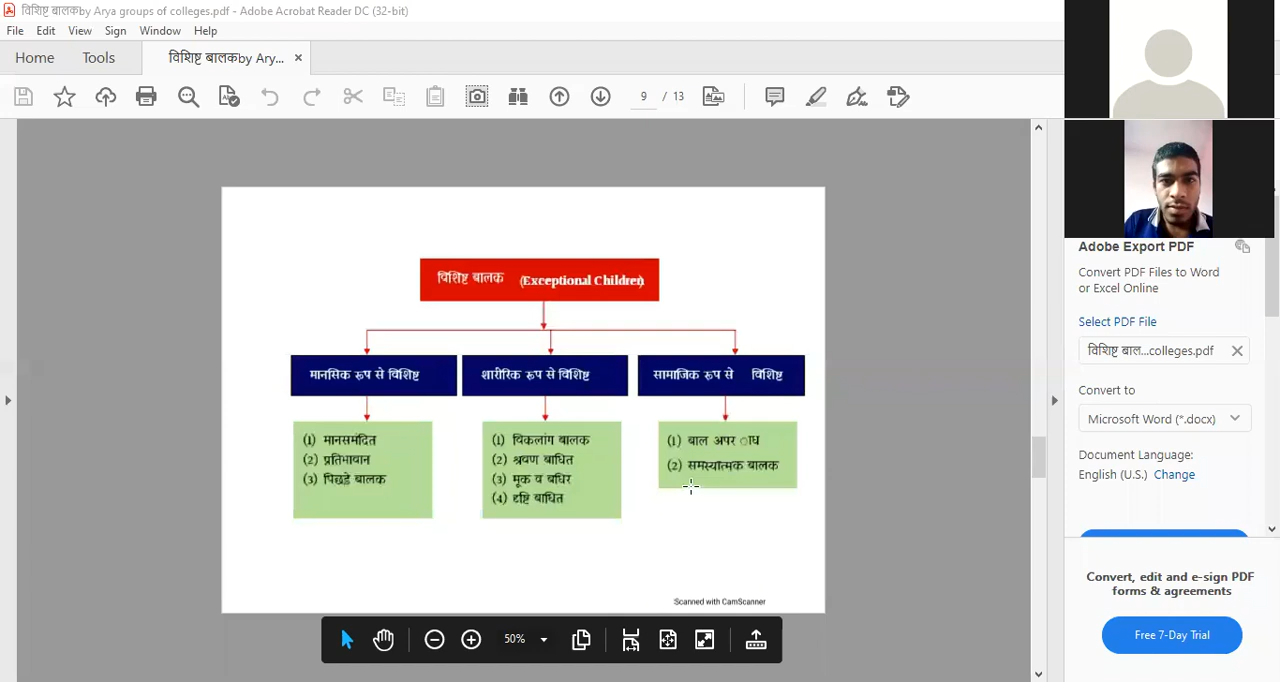 विशिष्ट बालकby Arya groups of colleges.pdf - Adobe Acrobat Reader DC (32-bit)
File Edit View Sign Window Help
Home Tools विशिष्ट बालकby Ary... ×
9 / 13
विशिष्ट बालक (Exceptional Children)
मानसिक रूप से विशिष्ट
शारीरिक रूप से विशिष्ट
सामाजिक रूप से विशिष्ट
(1) मानसमंदित
(2) प्रतिभावान
(3) पिछड़े बालक
(1) विकलांग बालक
(2) श्रवण बाधित
(3) मूक व बधिर
(4) दृष्टि बाधित
(1) बाल अपर ाध
(2) समस्यात्मक बालक
Scanned with CamScanner
50%
Adobe Export PDF
Convert PDF Files to Word
or Excel Online
Select PDF File
विशिष्ट बाल...colleges.pdf
Convert to
Microsoft Word (*.docx)
Document Language:
English (U.S.) Change
Convert, edit and e-sign PDF
forms & agreements
Free 7-Day Trial